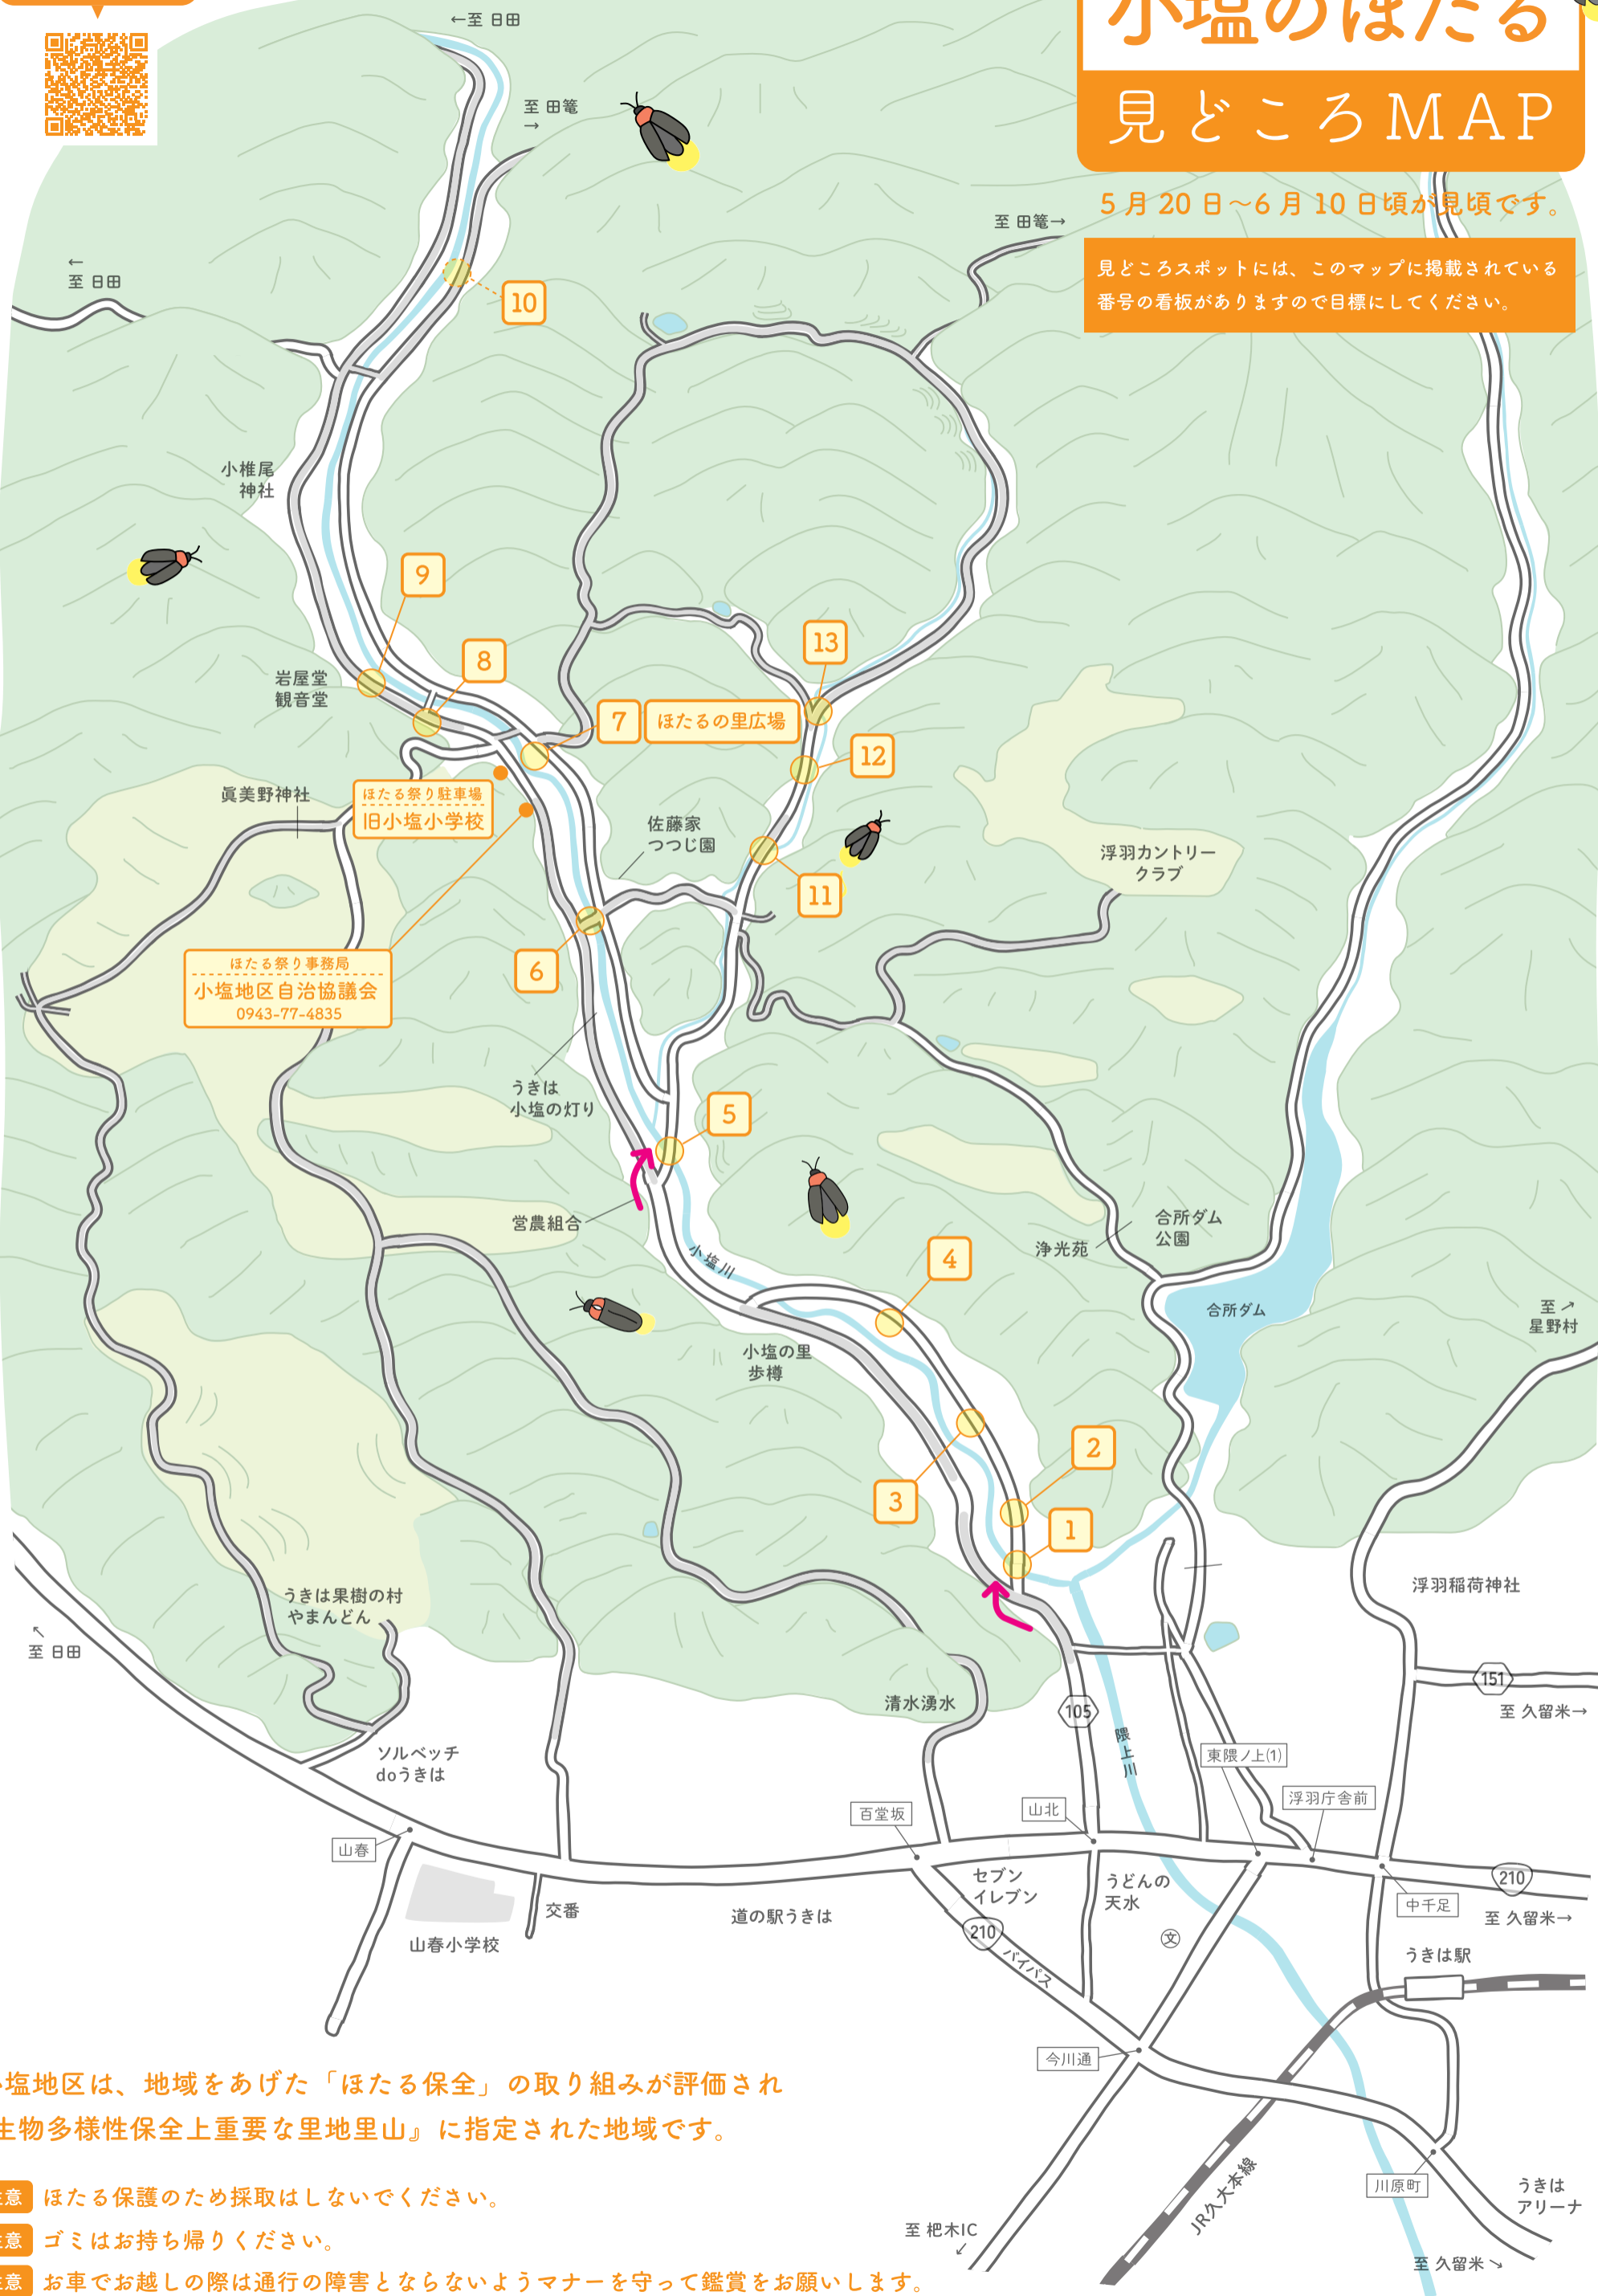 小塩のほたる
見どころMAP
5月20日〜6月10日頃が見頃です。
見どころスポットには、このマップに掲載されている
番号の看板がありますので目標にしてください。
←至 日田
至 田篭
→
至 田篭→
←
至 日田
10
小椎尾
神社
9
8
13
岩屋堂
観音堂
7
ほたるの里広場
12
眞美野神社
ほたる祭り駐車場
旧小塩小学校
佐藤家
つつじ園
浮羽カントリー
クラブ
11
6
ほたる祭り事務局
小塩地区自治協議会
0943-77-4835
うきは
小塩の灯り
5
営農組合
小塩川
4
合所ダム
公園
浄光苑
合所ダム
至↗
星野村
小塩の里
歩樽
2
3
1
うきは果樹の村
やまんどん
浮羽稲荷神社
↖
至 日田
151
至 久留米→
清水湧水
105
隈上川
ソルベッチ
doうきは
東隈ノ上(1)
浮羽庁舎前
百堂坂
山北
山春
セブン
イレブン
うどんの
天水
210
中千足
至 久留米→
交番
道の駅うきは
山春小学校
210
バイパス
文
うきは駅
今川通
川原町
うきは
アリーナ
JR久大本線
至 杷木IC
↙
至 久留米↘
塩地区は、地域をあげた「ほたる保全」の取り組みが評価され
生物多様性保全上重要な里地里山』に指定された地域です。
意 ほたる保護のため採取はしないでください。
意 ゴミはお持ち帰りください。
意 お車でお越しの際は通行の障害とならないようマナーを守って鑑賞をお願いします。